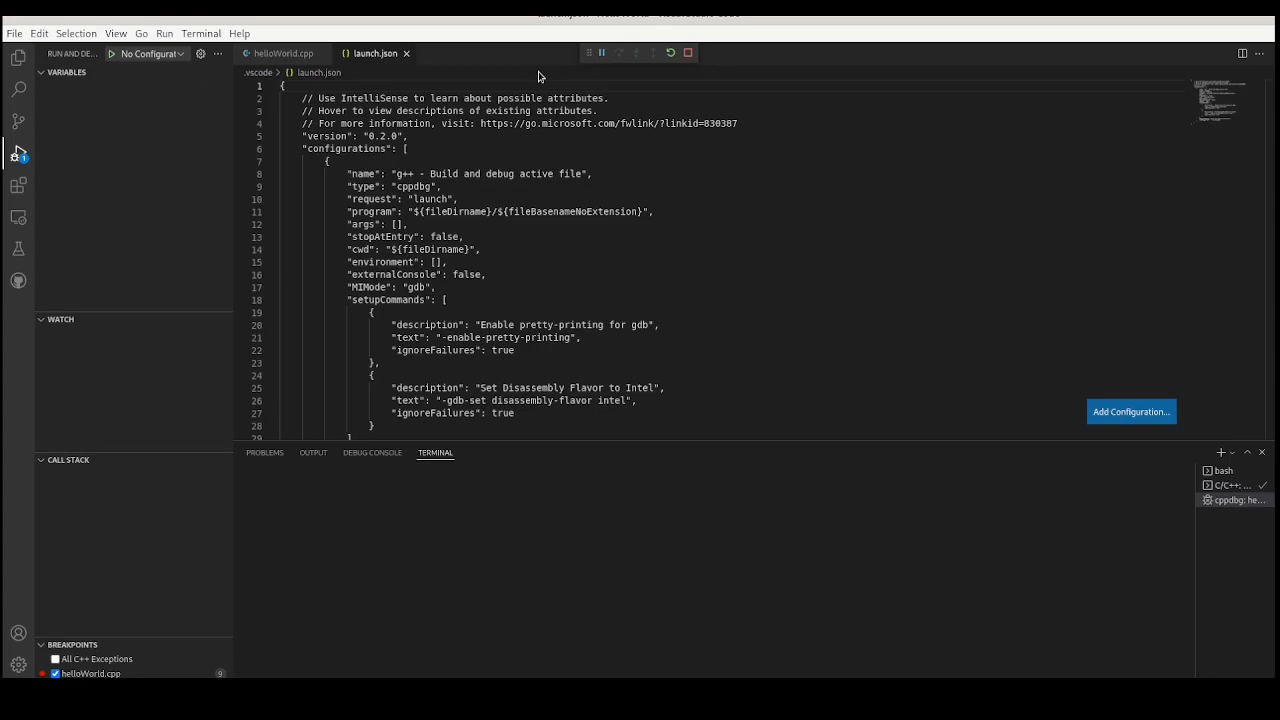 File Edit Selection View Go Run Terminal Help
RUN AND DE... No Configurat
helloWorld.cpp
launch.json
.vscode > launch.json
VARIABLES
WATCH
CALL STACK
BREAKPOINTS
All C++ Exceptions
helloWorld.cpp 9
1 {
2 // Use IntelliSense to learn about possible attributes.
3 // Hover to view descriptions of existing attributes.
4 // For more information, visit: https://go.microsoft.com/fwlink/?linkid=830387
5 "version": "0.2.0",
6 "configurations": [
7 {
8 "name": "g++ - Build and debug active file",
9 "type": "cppdbg",
10 "request": "launch",
11 "program": "${fileDirname}/${fileBasenameNoExtension}",
12 "args": [],
13 "stopAtEntry": false,
14 "cwd": "${fileDirname}",
15 "environment": [],
16 "externalConsole": false,
17 "MIMode": "gdb",
18 "setupCommands": [
19 {
20 "description": "Enable pretty-printing for gdb",
21 "text": "-enable-pretty-printing",
22 "ignoreFailures": true
23 },
24 {
25 "description": "Set Disassembly Flavor to Intel",
26 "text": "-gdb-set disassembly-flavor intel",
27 "ignoreFailures": true
28 }
29 ]
Add Configuration...
PROBLEMS OUTPUT DEBUG CONSOLE TERMINAL
bash
C/C++: ...
cppdbg: he...
1